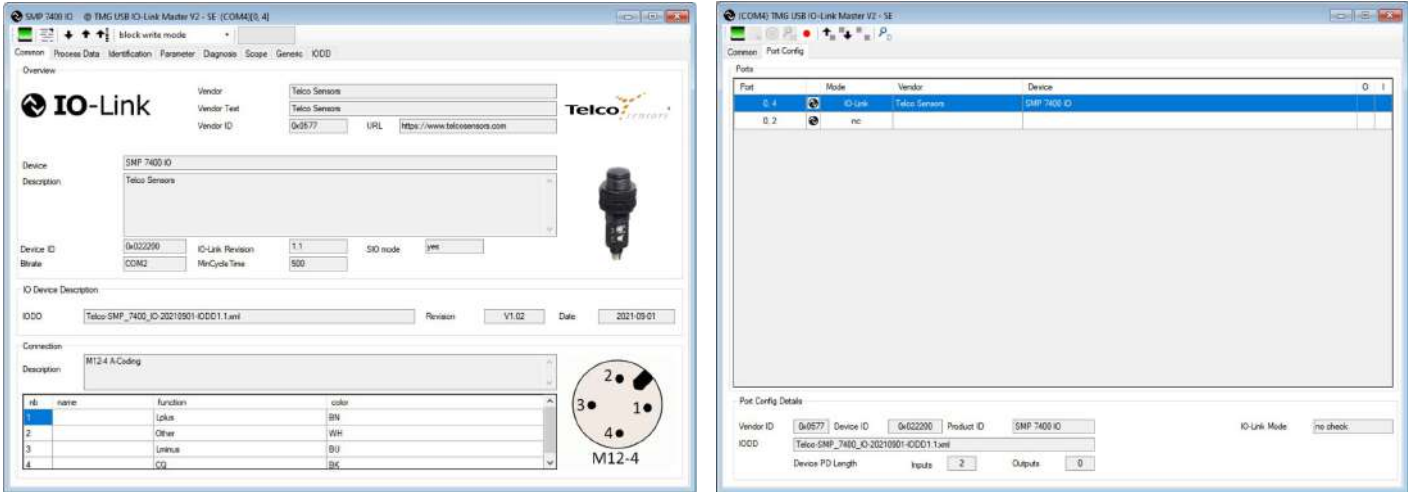 SMP 7400 IO @ TMG USB IO-Link Master V2 - SE (COM4)[0, 4]
block write mode
Common Process Data Identification Parameter Diagnosis Scope Generic IODD
Overview
IO-Link
Vendor Telco Sensors
Vendor Text Telco Sensors
Vendor ID 0x0577 URL https://www.telcosensors.com
Telco sensors
Device SMP 7400 IO
Description Telco Sensors
Device ID 0x022200 IO-Link Revision 1.1 SIO mode yes
Bitrate COM2 MinCycle Time 500
IO Device Description
IODD Telco-SMP_7400_IO-20210901-IODD1.1.xml Revision V1.02 Date 2021-09-01
Connection
Description M12-4 A-Coding
nb name function color
1 Lplus BN
2 Other WH
3 Lminus BU
4 CQ BK
2
3 1
4
M12-4
(COM4) TMG USB IO-Link Master V2 - SE
Common Port Config
Ports
Port Mode Vendor Device O I
0, 4 IO-Link Telco Sensors SMP 7400 IO
0, 2 nc
Port Config Details
Vendor ID 0x0577 Device ID 0x022200 Product ID SMP 7400 IO IO-Link Mode no check
IODD Telco-SMP_7400_IO-20210901-IODD1.1.xml
Device PD Length Inputs 2 Outputs 0